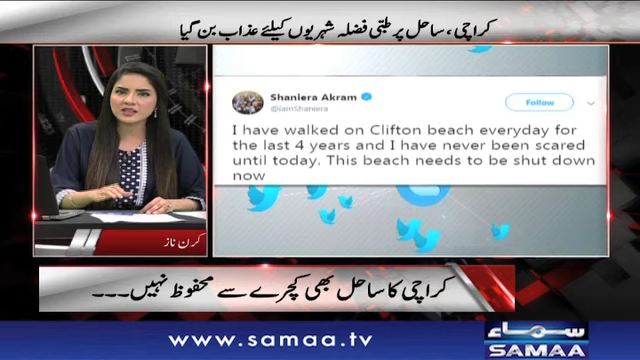 کراچی، ساحل پر طبی فضلہ شہریوں کیلئے عذاب بن گیا
Shaniera Akram
@iamShaniera
Follow
I have walked on Clifton beach everyday for
the last 4 years and I have never been scared
until today. This beach needs to be shut down
now
کرن ناز
کراچی کا ساحل بھی کچرے سے محفوظ نہیں۔۔۔
www.samaa.tv
سماء
SAMAA